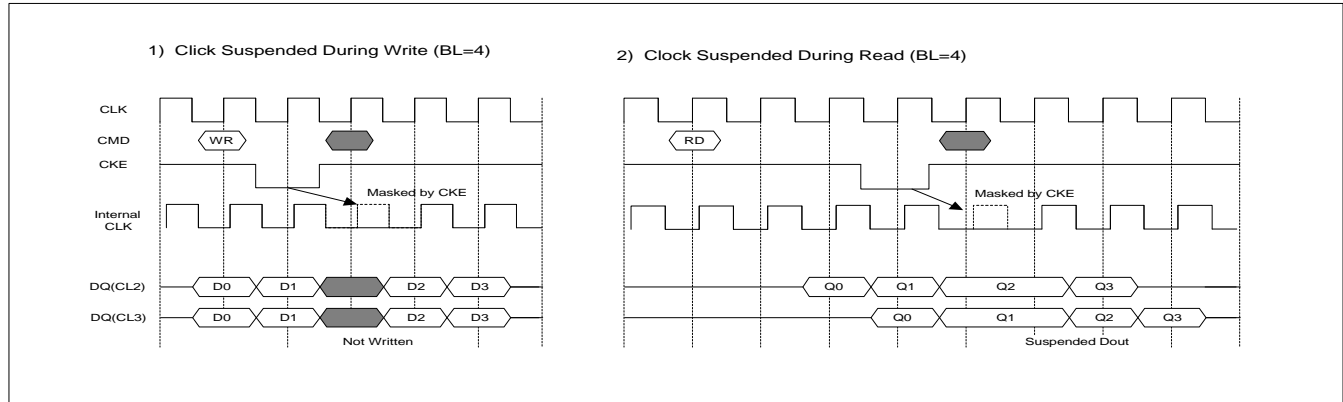 1) Click Suspended During Write (BL=4)
CLK
CMD
WR
CKE
Masked by CKE
Internal
CLK
DQ(CL2)
D0 D1 D2 D3
DQ(CL3)
D0 D1 D2 D3
Not Written
2) Clock Suspended During Read (BL=4)
RD
Masked by CKE
Q0 Q1 Q2 Q3
Q0 Q1 Q2 Q3
Suspended Dout